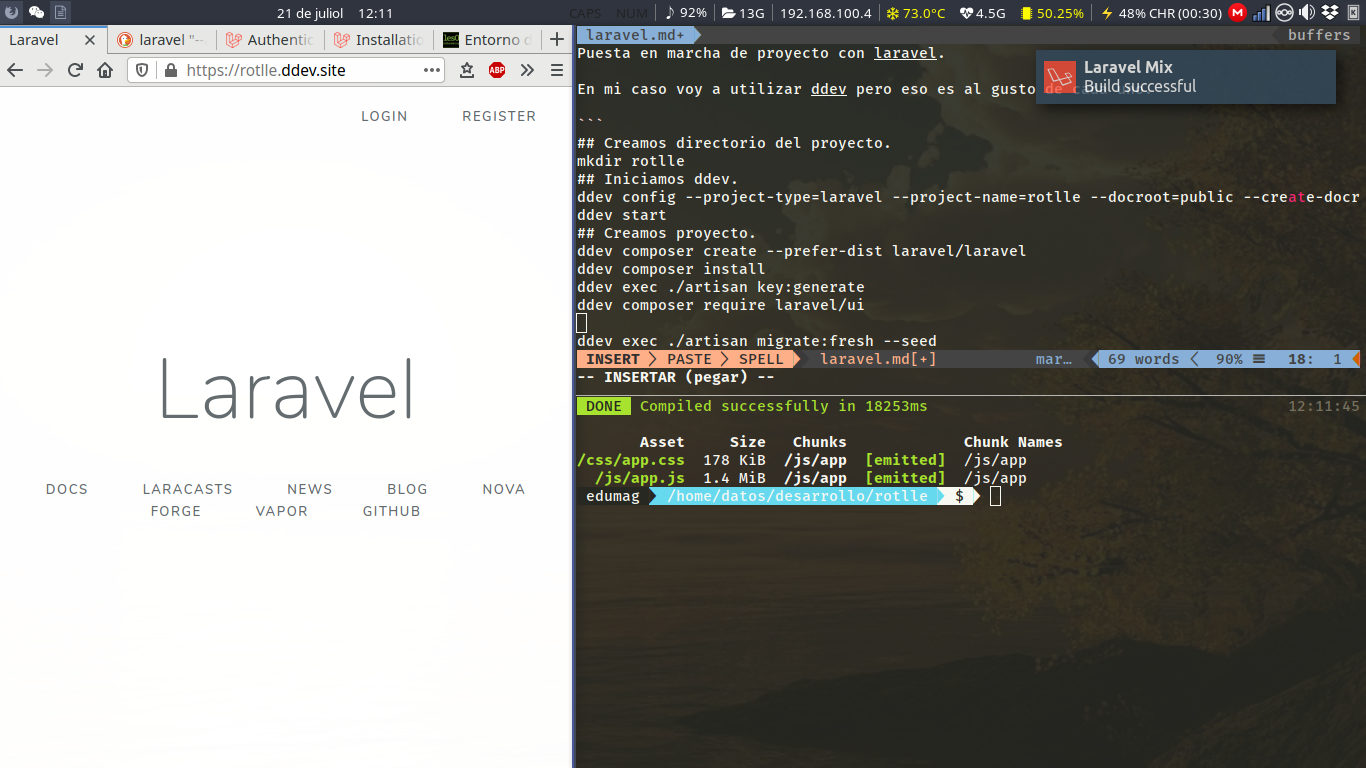 21 de juliol 12:11
CAPS NUM 92% 13G 192.168.100.4 73.0°C 4.5G 50.25% 48% CHR (00:30)
Laravel
laravel "--
Authentic
Installatio
Entorno d
https://rotlle.ddev.site
ABP
LOGIN REGISTER
Laravel
DOCS LARACASTS NEWS BLOG NOVA
FORGE VAPOR GITHUB
laravel.md+ buffers
Puesta en marcha de proyecto con laravel.
Laravel Mix
Build successful
En mi caso voy a utilizar ddev pero eso es al gusto de
```
## Creamos directorio del proyecto.
mkdir rotlle
## Iniciamos ddev.
ddev config --project-type=laravel --project-name=rotlle --docroot=public --create-docr
ddev start
## Creamos proyecto.
ddev composer create --prefer-dist laravel/laravel
ddev composer install
ddev exec ./artisan key:generate
ddev composer require laravel/ui
ddev exec ./artisan migrate:fresh --seed
INSERT PASTE SPELL laravel.md[+] mar… 69 words 90% 18: 1
-- INSERTAR (pegar) --
DONE Compiled successfully in 18253ms 12:11:45
Asset Size Chunks Chunk Names
/css/app.css 178 KiB /js/app [emitted] /js/app
/js/app.js 1.4 MiB /js/app [emitted] /js/app
edumag /home/datos/desarrollo/rotlle $